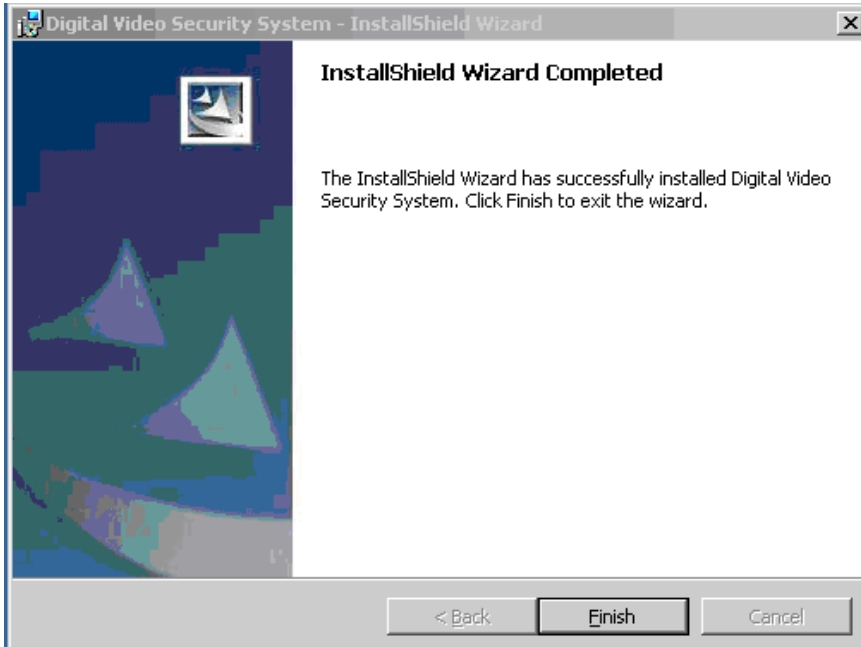 Digital Video Security System - InstallShield Wizard
InstallShield Wizard Completed
The InstallShield Wizard has successfully installed Digital Video
Security System. Click Finish to exit the wizard.
< Back
Finish
Cancel